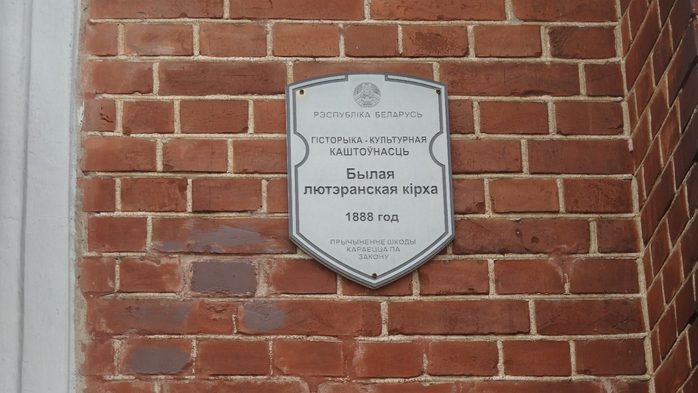 РЭСПУБЛІКА БЕЛАРУСЬ
ГІСТОРЫКА - КУЛЬТУРНАЯ
КАШТОЎНАСЦЬ
Былая
лютэранская кірха
1888 год
ПРЫЧЫНЕННЕ ШКОДЫ
КАРАЕЦЦА ПА
ЗАКОНУ